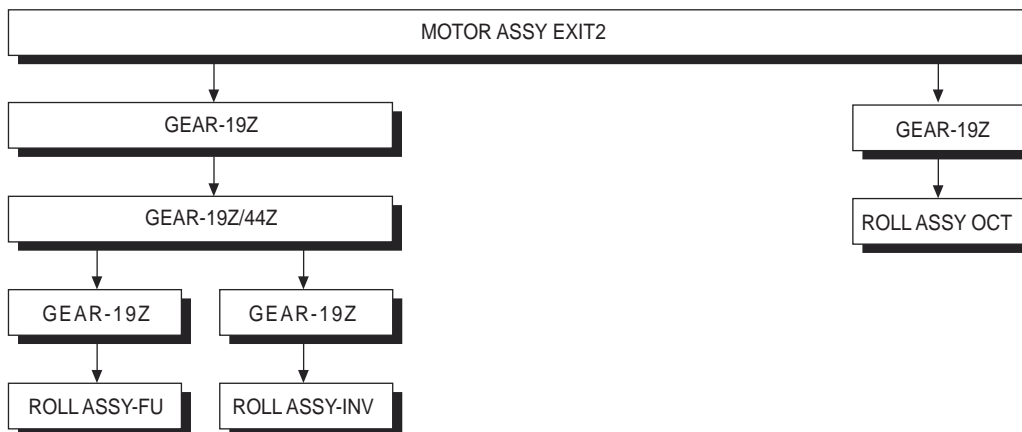 MOTOR ASSY EXIT2
GEAR-19Z
GEAR-19Z
GEAR-19Z/44Z
ROLL ASSY OCT
GEAR-19Z
GEAR-19Z
ROLL ASSY-FU
ROLL ASSY-INV